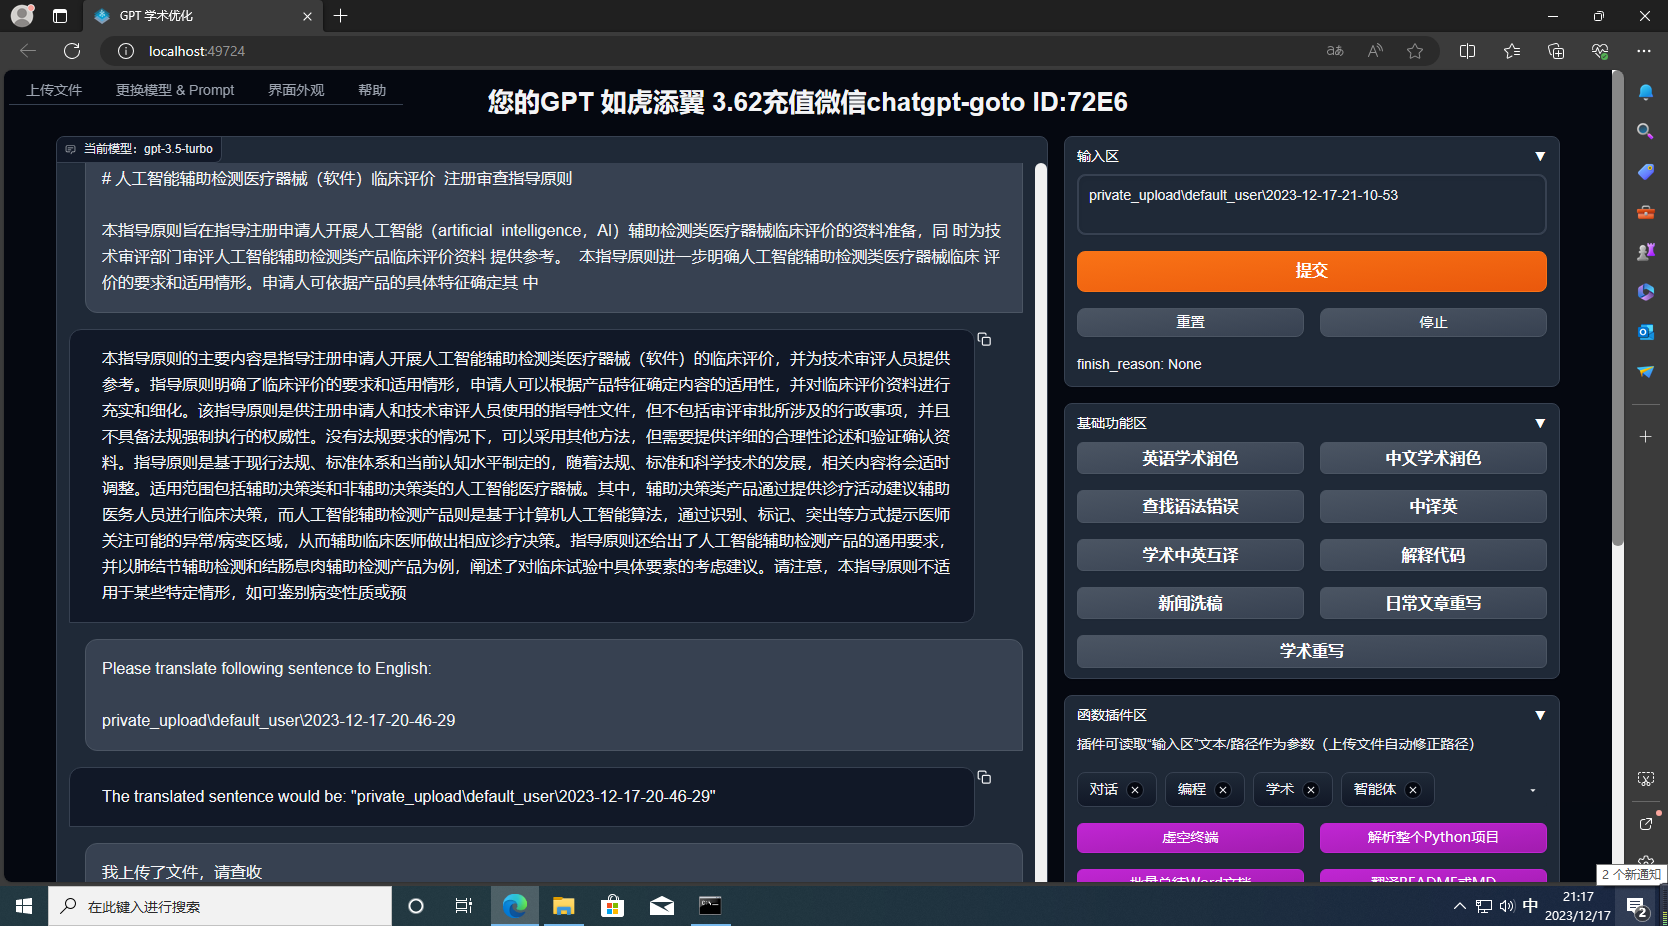 GPT 学术优化
localhost:49724
上传文件
更换模型 & Prompt
界面外观
帮助
您的GPT 如虎添翼 3.62充值微信chatgpt-goto ID:72E6
当前模型：gpt-3.5-turbo
# 人工智能辅助检测医疗器械（软件）临床评价 注册审查指导原则
本指导原则旨在指导注册申请人开展人工智能（artificial intelligence，AI）辅助检测类医疗器械临床评价的资料准备，同 时为技
术审评部门审评人工智能辅助检测类产品临床评价资料 提供参考。 本指导原则进一步明确人工智能辅助检测类医疗器械临床 评
价的要求和适用情形。申请人可依据产品的具体特征确定其 中
本指导原则的主要内容是指导注册申请人开展人工智能辅助检测类医疗器械（软件）的临床评价，并为技术审评人员提供
参考。指导原则明确了临床评价的要求和适用情形，申请人可以根据产品特征确定内容的适用性，并对临床评价资料进行
充实和细化。该指导原则是供注册申请人和技术审评人员使用的指导性文件，但不包括审评审批所涉及的行政事项，并且
不具备法规强制执行的权威性。没有法规要求的情况下，可以采用其他方法，但需要提供详细的合理性论述和验证确认资
料。指导原则是基于现行法规、标准体系和当前认知水平制定的，随着法规、标准和科学技术的发展，相关内容将会适时
调整。适用范围包括辅助决策类和非辅助决策类的人工智能医疗器械。其中，辅助决策类产品通过提供诊疗活动建议辅助
医务人员进行临床决策，而人工智能辅助检测产品则是基于计算机人工智能算法，通过识别、标记、突出等方式提示医师
关注可能的异常/病变区域，从而辅助临床医师做出相应诊疗决策。指导原则还给出了人工智能辅助检测产品的通用要求，
并以肺结节辅助检测和结肠息肉辅助检测产品为例，阐述了对临床试验中具体要素的考虑建议。请注意，本指导原则不适
用于某些特定情形，如可鉴别病变性质或预
Please translate following sentence to English:
private_upload\default_user\2023-12-17-20-46-29
The translated sentence would be: "private_upload\default_user\2023-12-17-20-46-29"
我上传了文件，请查收
输入区
private_upload\default_user\2023-12-17-21-10-53
提交
重置
停止
finish_reason: None
基础功能区
英语学术润色
中文学术润色
查找语法错误
中译英
学术中英互译
解释代码
新闻洗稿
日常文章重写
学术重写
函数插件区
插件可读取“输入区”文本/路径作为参数（上传文件自动修正路径）
对话
编程
学术
智能体
虚空终端
解析整个Python项目
批量总结Word文档
翻译README或MD
2 个新通知
在此键入进行搜索
中
21:17
2023/12/17
2